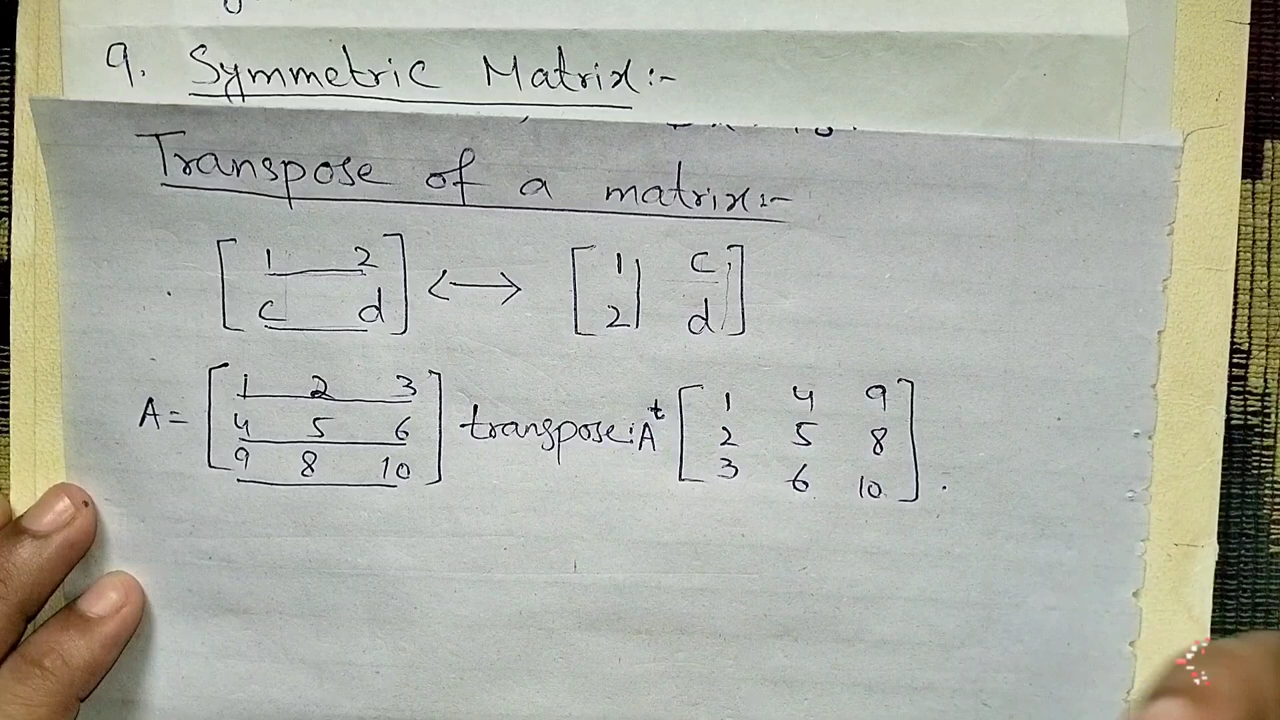 9. Symmetric Matrix:-
Transpose of a matrix:-
[1 2] ↔ [1 c]
[c d] [2 d]
[1 2 3] [1 4 9]
A= [4 5 6] transpose: Aᵗ [2 5 8]
[9 8 10] [3 6 10].